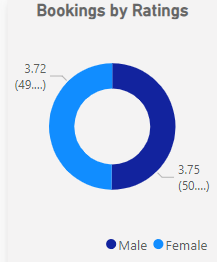 Bookings by Ratings
3.72
(49....)
3.75
(50....)
Male Female